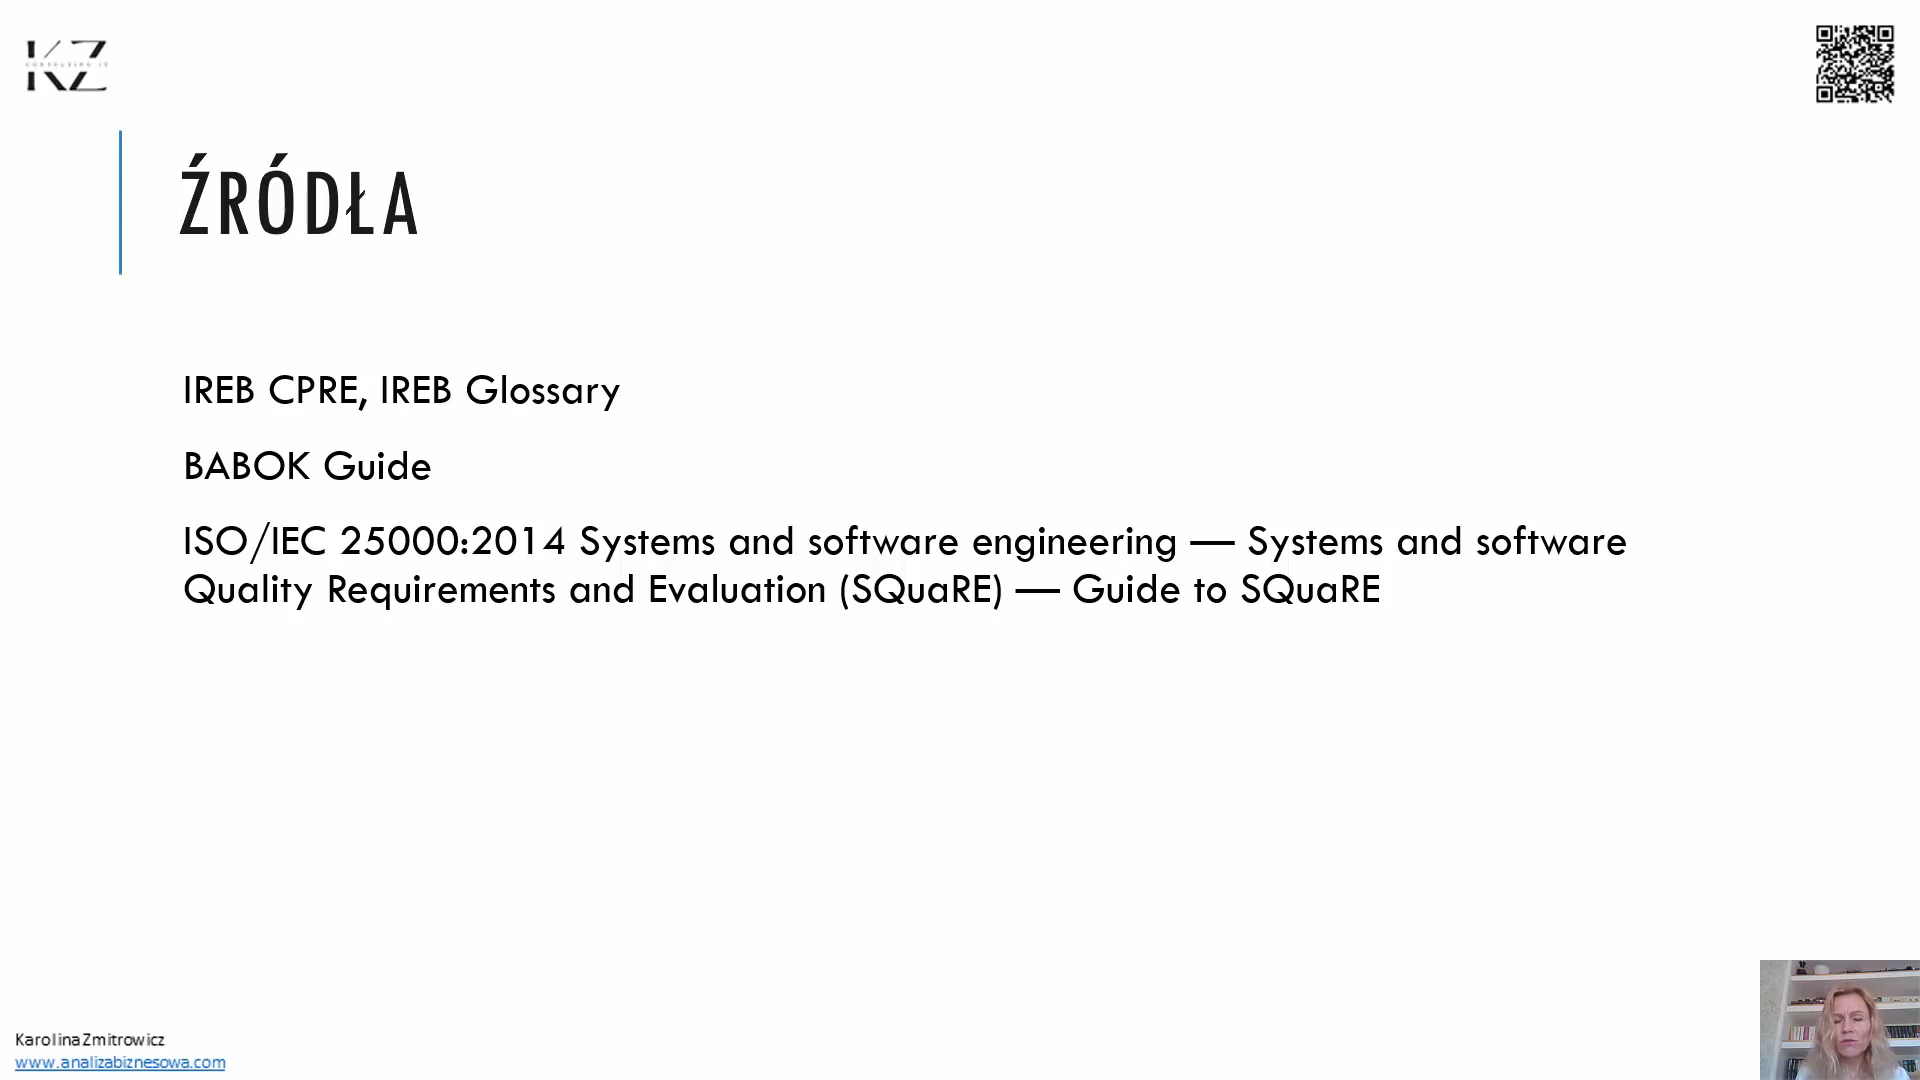 KZ
ŹRÓDŁA
IREB CPRE, IREB Glossary
BABOK Guide
ISO/IEC 25000:2014 Systems and software engineering — Systems and software
Quality Requirements and Evaluation (SQuaRE) — Guide to SQuaRE
Karolina Zmitrowicz
www.analizabiznesowa.com